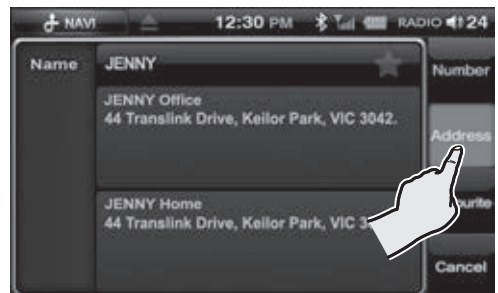 NAVI 12:30 PM RADIO 24
Name JENNY Number
JENNY Office
44 Translink Drive, Keilor Park, VIC 3042.
Address
JENNY Home
44 Translink Drive, Keilor Park, VIC
Cancel